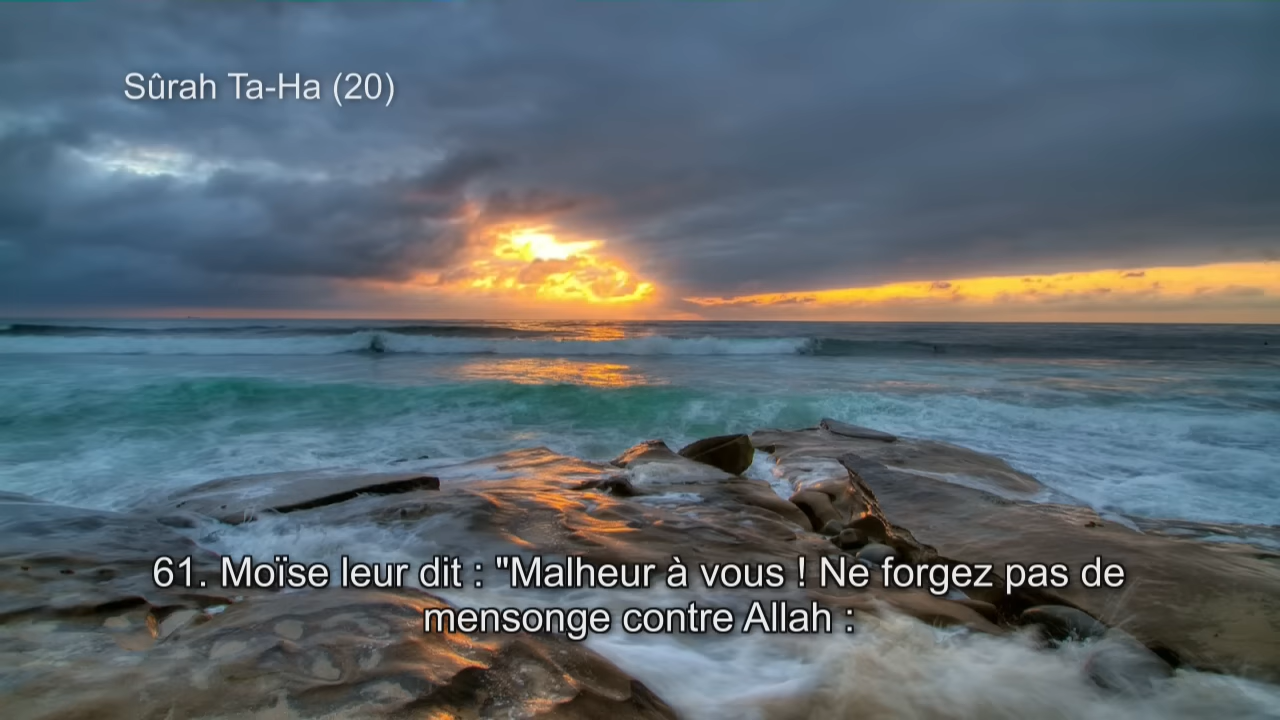 Sûrah Ta-Ha (20)
61. Moïse leur dit : "Malheur à vous ! Ne forgez pas de
mensonge contre Allah :